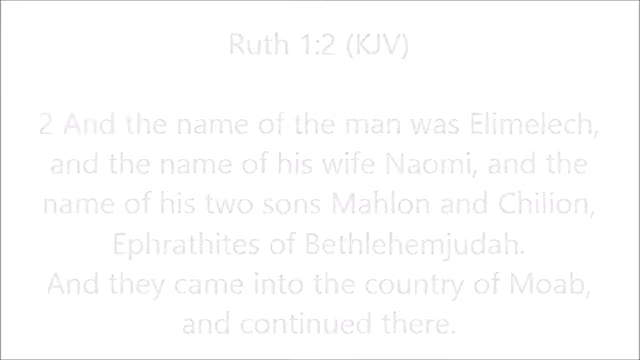 Ruth 1:2 (KJV)
2 And the name of the man was Elimelech,
and the name of his wife Naomi, and the
name of his two sons Mahlon and Chilion,
Ephrathites of Bethlehemjudah.
And they came into the country of Moab,
and continued there.